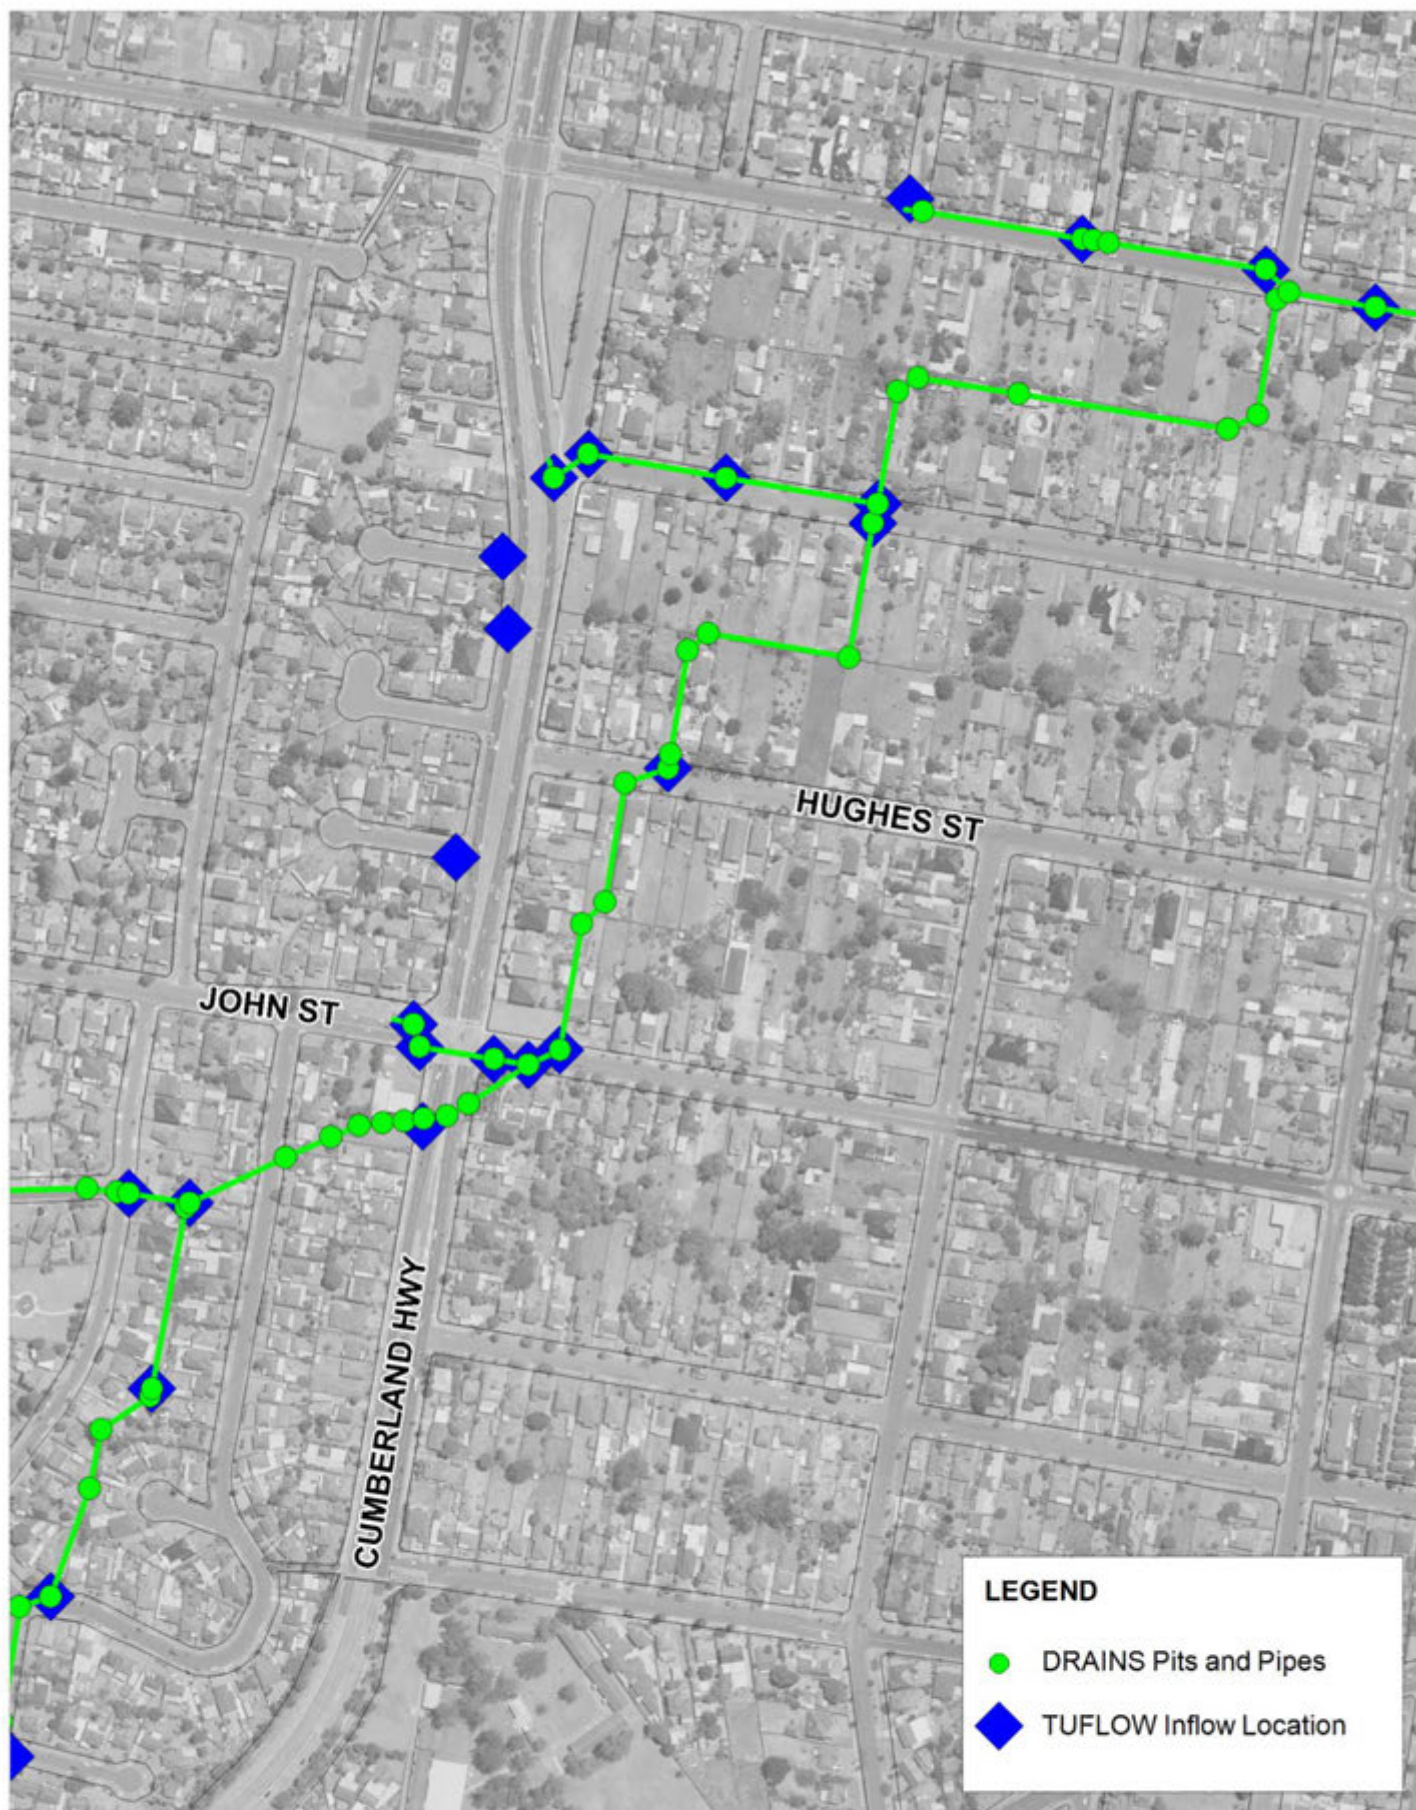 HUGHES ST
JOHN ST
CUMBERLAND HWY
LEGEND
DRAINS Pits and Pipes
TUFLOW Inflow Location